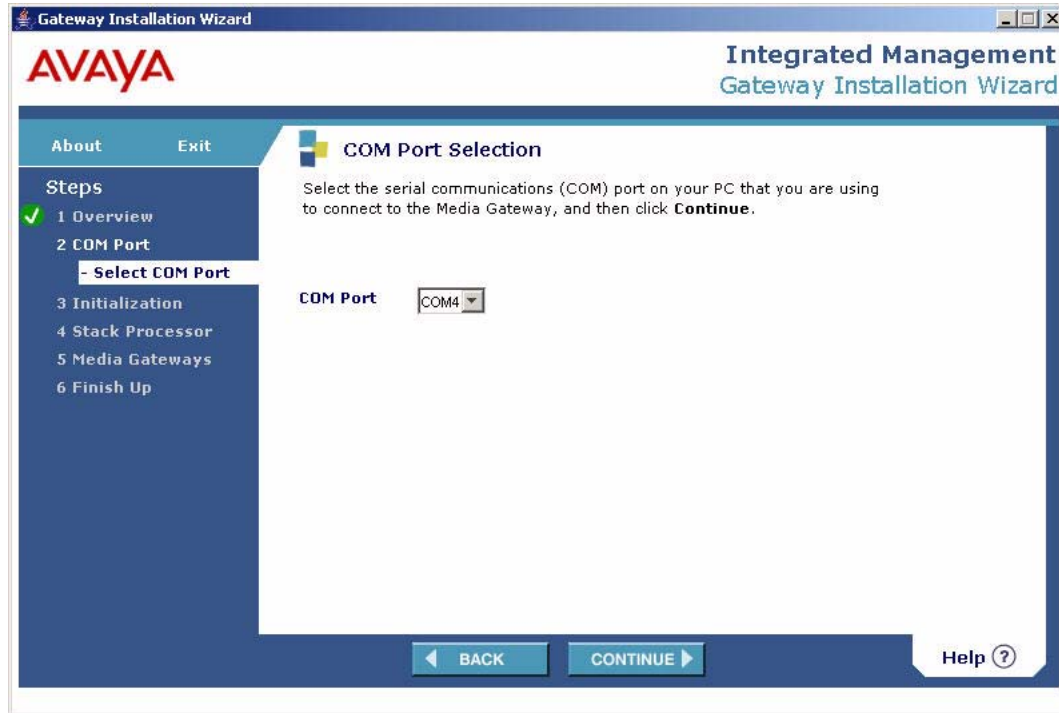 Gateway Installation Wizard
AVAYA
Integrated Management
Gateway Installation Wizard
About Exit
Steps
1 Overview
2 COM Port
- Select COM Port
3 Initialization
4 Stack Processor
5 Media Gateways
6 Finish Up
COM Port Selection
Select the serial communications (COM) port on your PC that you are using
to connect to the Media Gateway, and then click Continue.
COM Port COM4
BACK CONTINUE
Help ?